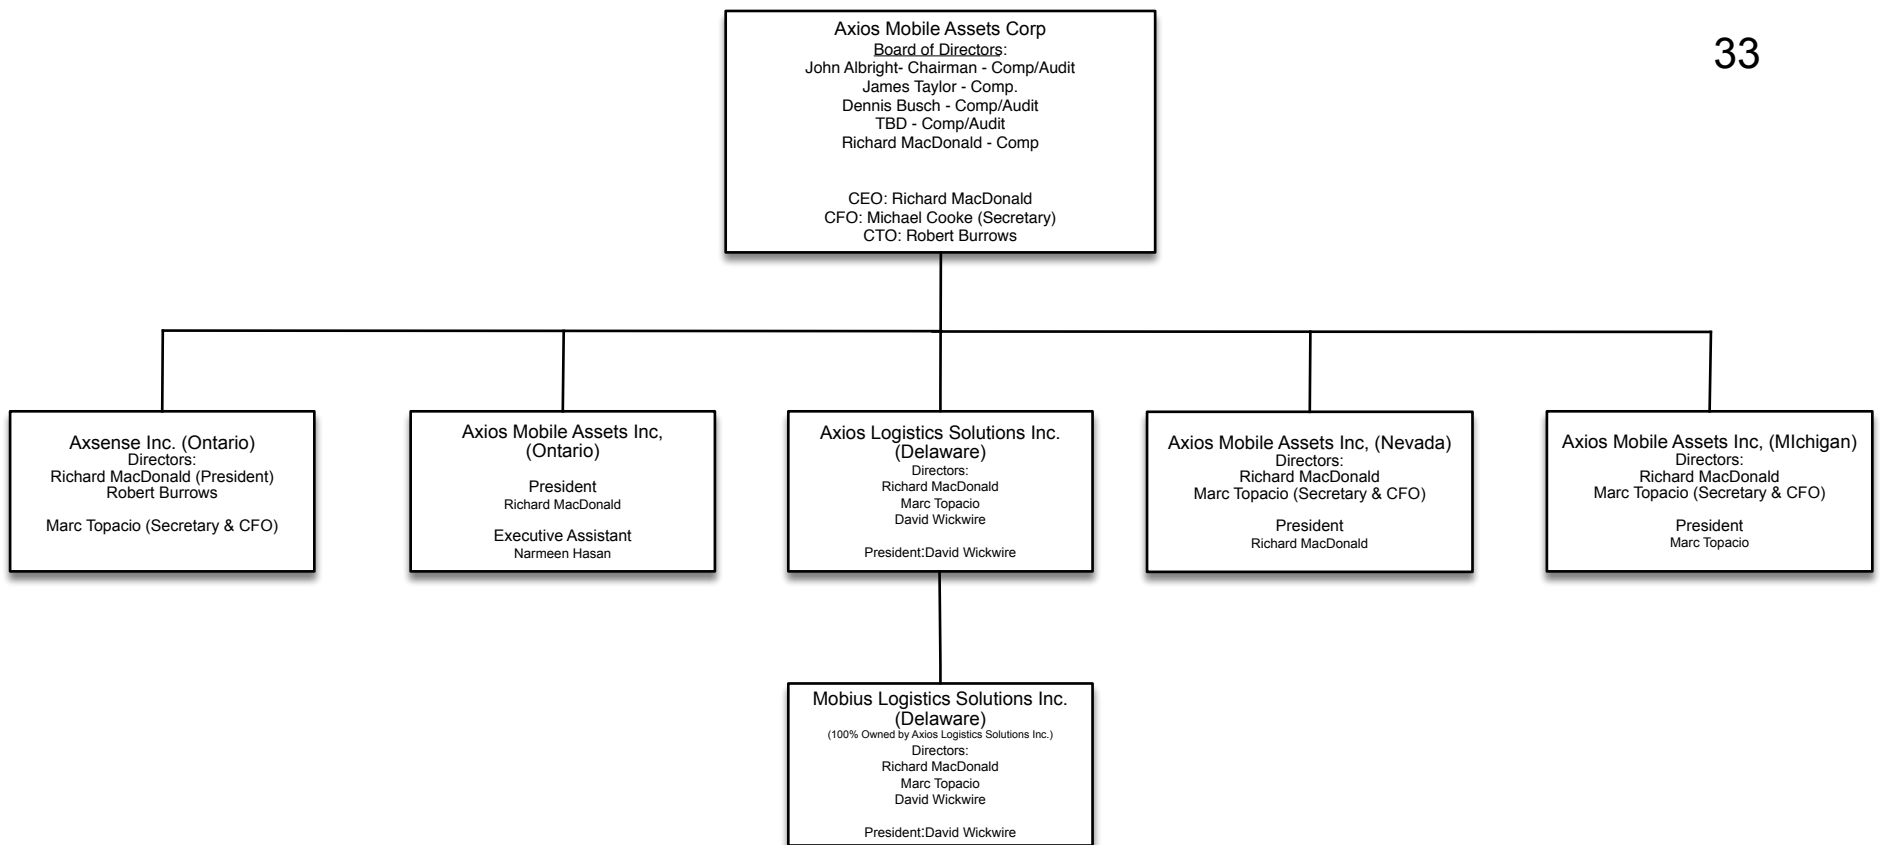 Axios Mobile Assets Corp
Board of Directors:
John Albright- Chairman - Comp/Audit
James Taylor - Comp.
Dennis Busch - Comp/Audit
TBD - Comp/Audit
Richard MacDonald - Comp
CEO: Richard MacDonald
CFO: Michael Cooke (Secretary)
CTO: Robert Burrows
33
Axsense Inc. (Ontario)
Directors:
Richard MacDonald (President)
Robert Burrows
Marc Topacio (Secretary & CFO)
Axios Mobile Assets Inc,
(Ontario)
President
Richard MacDonald
Executive Assistant
Narmeen Hasan
Axios Logistics Solutions Inc.
(Delaware)
Directors:
Richard MacDonald
Marc Topacio
David Wickwire
President:David Wickwire
Axios Mobile Assets Inc, (Nevada)
Directors:
Richard MacDonald
Marc Topacio (Secretary & CFO)
President
Richard MacDonald
Axios Mobile Assets Inc, (MIchigan)
Directors:
Richard MacDonald
Marc Topacio (Secretary & CFO)
President
Marc Topacio
Mobius Logistics Solutions Inc.
(Delaware)
(100% Owned by Axios Logistics Solutions Inc.)
Directors:
Richard MacDonald
Marc Topacio
David Wickwire
President:David Wickwire